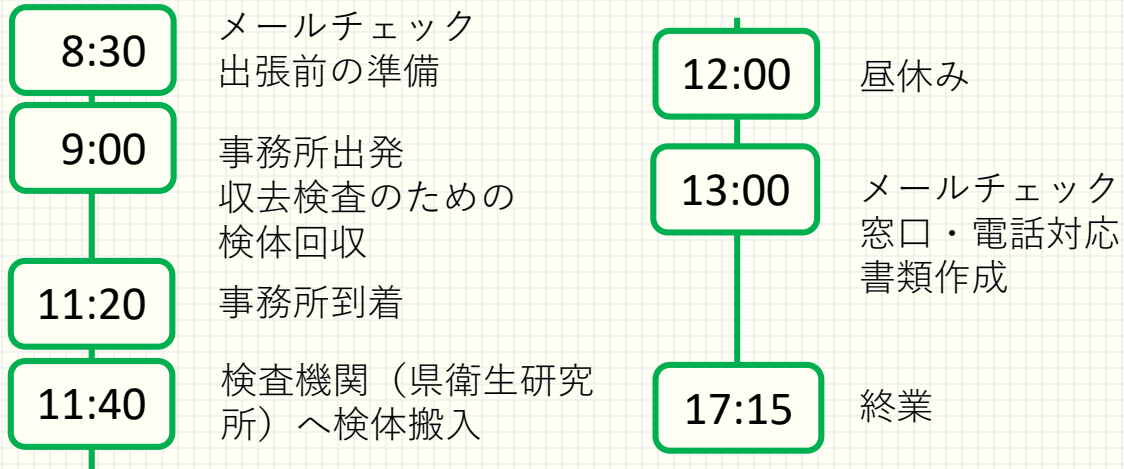 8:30
メールチェック
出張前の準備
9:00
事務所出発
収去検査のための
検体回収
11:20
事務所到着
11:40
検査機関（県衛生研究
所）へ検体搬入
12:00
昼休み
13:00
メールチェック
窓口・電話対応
書類作成
17:15
終業